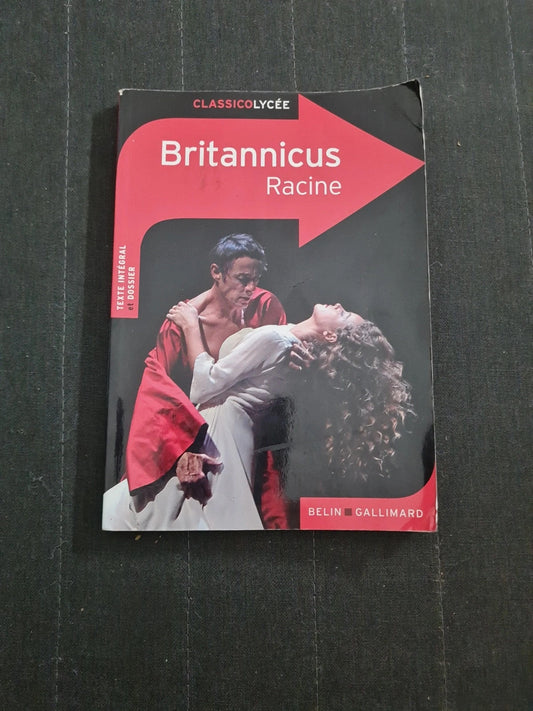 CLASSICOLYCÉE
Britannicus
Racine
TEXTE INTÉGRAL
et DOSSIER
BELIN GALLIMARD